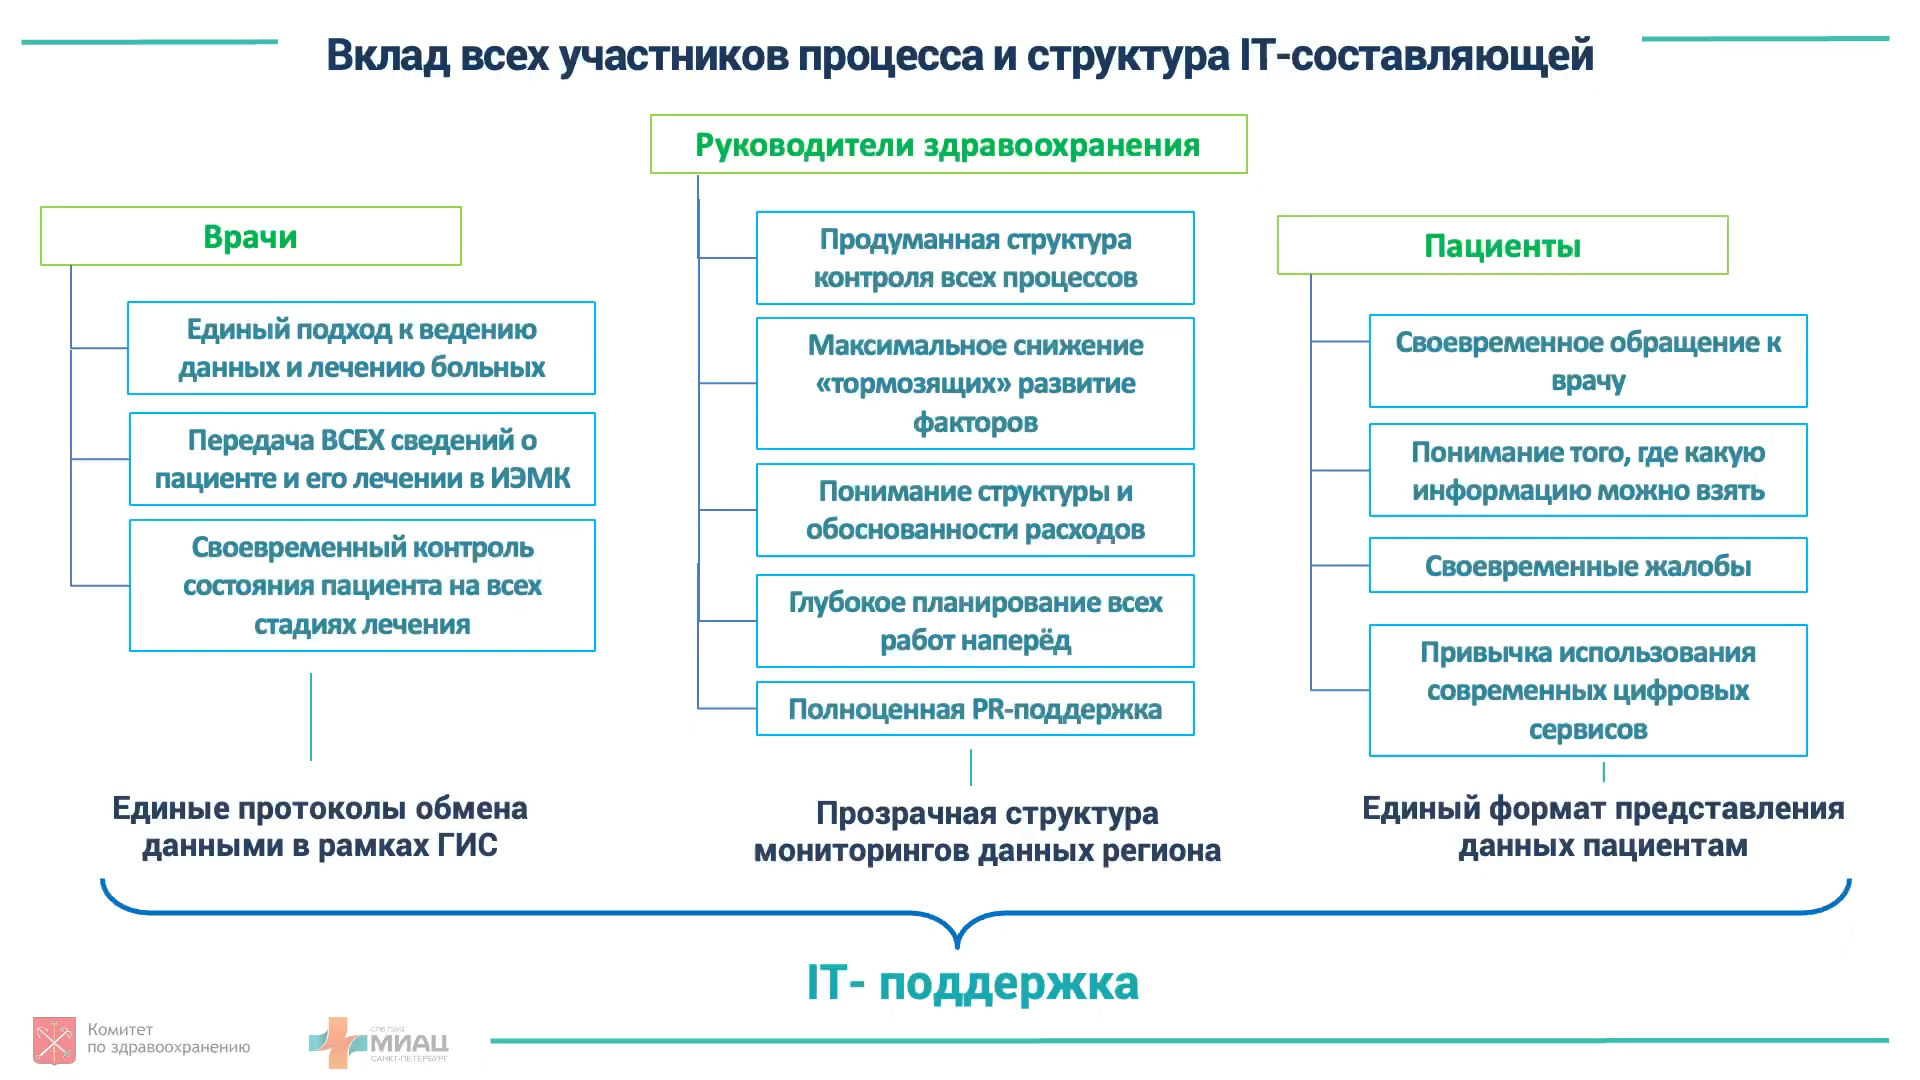 Вклад всех участников процесса и структура IT-составляющей
Руководители здравоохранения
Продуманная структура
контроля всех процессов
Максимальное снижение
«тормозящих» развитие
факторов
Понимание структуры и
обоснованности расходов
Глубокое планирование всех
работ наперёд
Полноценная PR-поддержка
Прозрачная структура
мониторингов данных региона
Врачи
Единый подход к ведению
данных и лечению больных
Передача ВСЕХ сведений о
пациенте и его лечении в ИЭМК
Своевременный контроль
состояния пациента на всех
стадиях лечения
Единые протоколы обмена
данными в рамках ГИС
Пациенты
Своевременное обращение к
врачу
Понимание того, где какую
информацию можно взять
Своевременные жалобы
Привычка использования
современных цифровых
сервисов
Единый формат представления
данных пациентам
IT- поддержка
Комитет
по здравоохранению
СПб ГБУЗ
МИАЦ
САНКТ-ПЕТЕРБУРГ